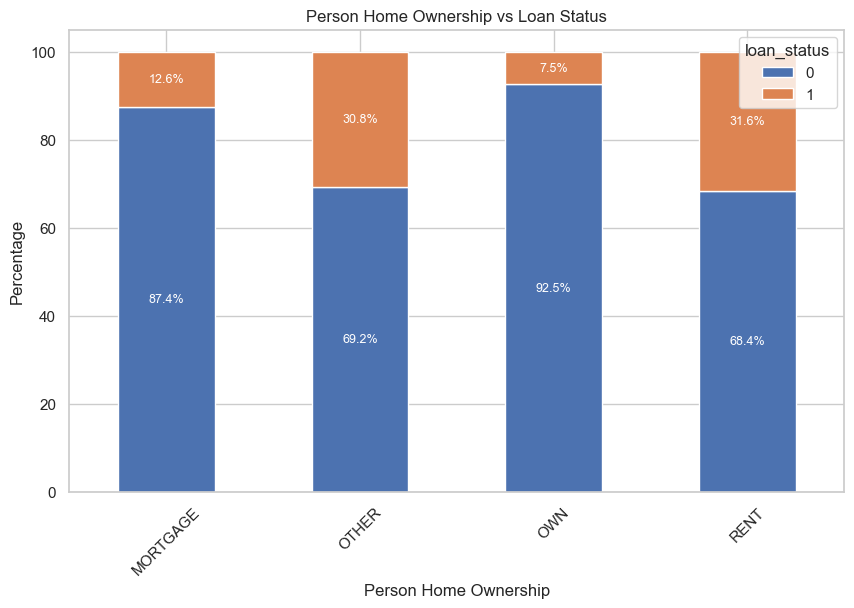 Person Home Ownership vs Loan Status
loan_status
0
1
100
80
60
40
20
0
Percentage
12.6%
30.8%
7.5%
31.6%
87.4%
69.2%
92.5%
68.4%
MORTGAGE
OTHER
OWN
RENT
Person Home Ownership